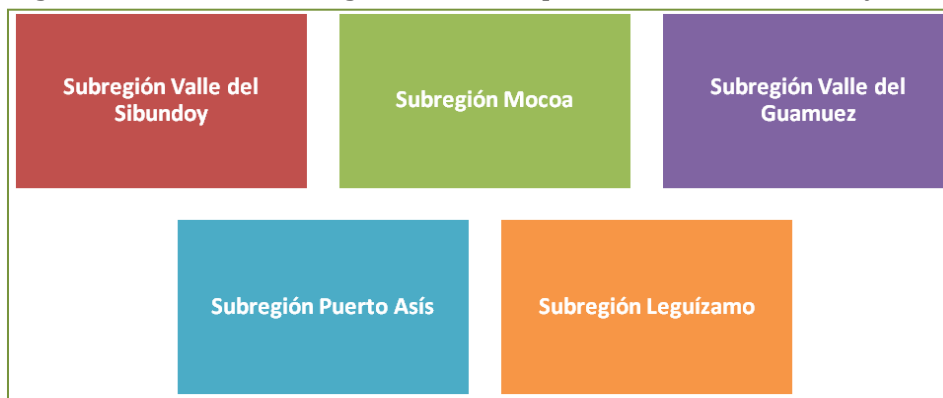 Subregión Valle del
Sibundoy
Subregión Mocoa
Subregión Valle del
Guamuez
Subregión Puerto Asís
Subregión Leguízamo